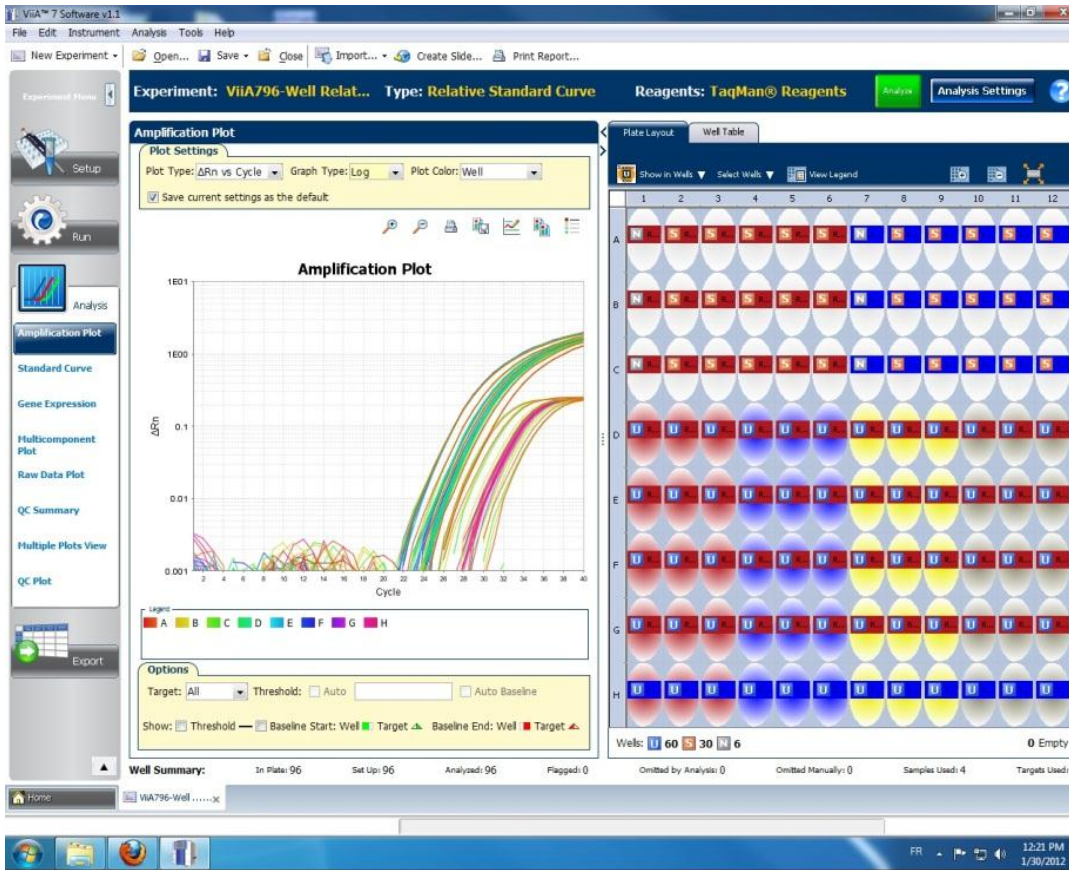 ViiA™ 7 Software v1.1
File Edit Instrument Analysis Tools Help
New Experiment Open... Save Close Import... Create Slide... Print Report...
Experiment Menu
Experiment: ViiA796-Well Relat... Type: Relative Standard Curve Reagents: TaqMan® Reagents Analyze Analysis Settings ?
Setup
Run
Analysis
Amplification Plot
Standard Curve
Gene Expression
Multicomponent
Plot
Raw Data Plot
QC Summary
Multiple Plots View
QC Plot
Export
Amplification Plot
Plot Settings
Plot Type: ΔRn vs Cycle Graph Type: Log Plot Color: Well
Save current settings as the default
Amplification Plot
1E01
1E00
0.1
0.01
0.001
ΔRn
2 4 6 8 10 12 14 16 18 20 22 24 26 28 30 32 34 36 38 40
Cycle
Legend
A B C D E F G H
Options
Target: All Threshold: Auto Auto Baseline
Show: Threshold Baseline Start: Well Target Baseline End: Well Target
Plate Layout Well Table
Show in Wells Select Wells View Legend
1 2 3 4 5 6 7 8 9 10 11 12
A N R... S R... S R... S R... S R... S R... N S S S S S
B N R... S R... S R... S R... S R... S R... N S S S S S
C N R... S R... S R... S R... S R... S R... N S S S S S
D U R... U R... U R... U R... U R... U R... U R... U R... U R... U R... U R... U R...
E U R... U R... U R... U R... U R... U R... U R... U R... U R... U R... U R... U R...
F U R... U R... U R... U R... U R... U R... U R... U R... U R... U R... U R... U R...
G U R... U R... U R... U R... U R... U R... U R... U R... U R... U R... U R... U R...
H U U U U U U U U U U U U
Wells: U 60 S 30 N 6 0 Empty
Well Summary: In Plate: 96 Set Up: 96 Analyzed: 96 Flagged: 0 Omitted by Analysis: 0 Omitted Manually: 0 Samples Used: 4 Targets Used:
Home ViiA796-Well ......x
FR 12:21 PM
1/30/2012